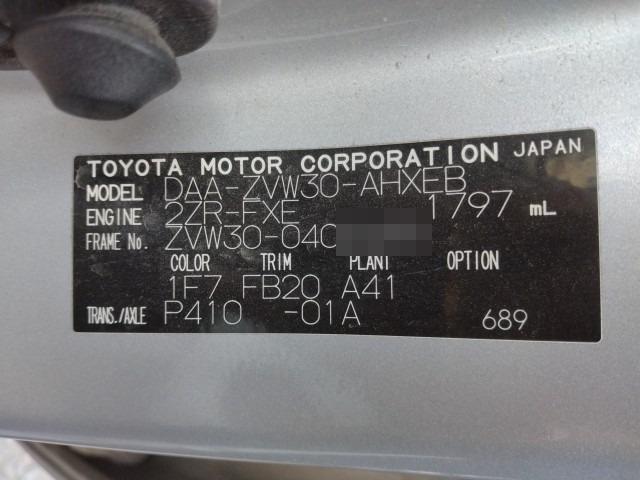 TOYOTA MOTOR CORPORATION JAPAN
MODEL DAA-ZVW30-AHXEB
ENGINE 2ZR-FXE 1797 mL
FRAME No. ZVW30-040
COLOR TRIM PLANT OPTION
1F7 FB20 A41
TRANS./AXLE P410 -01A 689